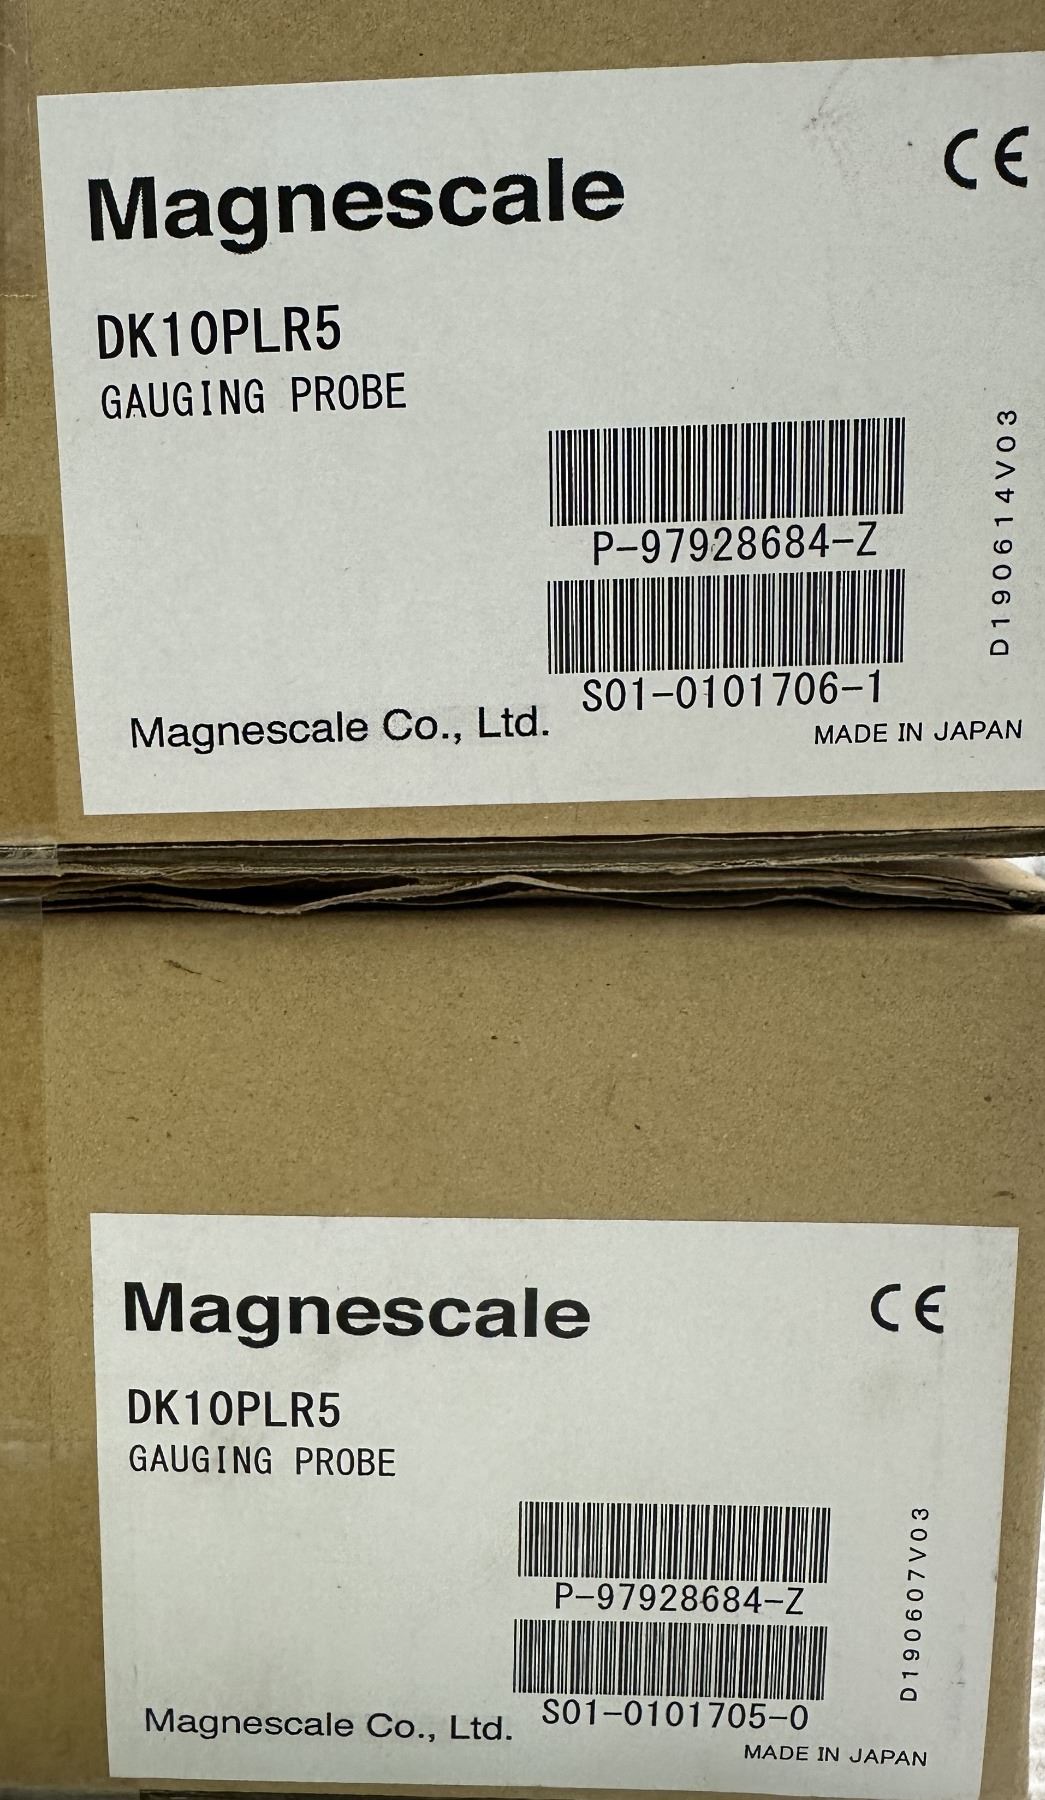 Magnescale
CE
DK10PLR5
GAUGING PROBE
P-97928684-Z
S01-0101706-1
D190614V03
Magnescale Co., Ltd.
MADE IN JAPAN
Magnescale
CE
DK10PLR5
GAUGING PROBE
P-97928684-Z
S01-0101705-0
D190607V03
Magnescale Co., Ltd.
MADE IN JAPAN